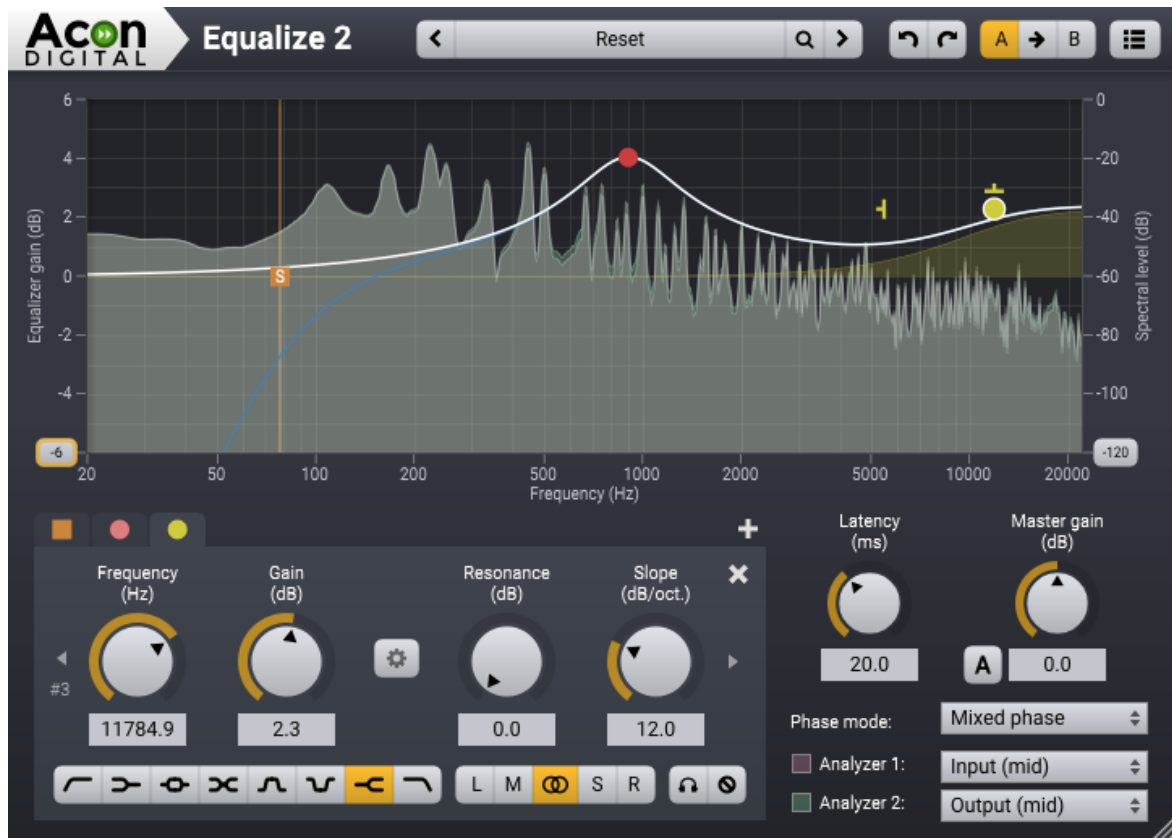 Acon
DIGITAL
Equalize 2
Reset
A
B
6
4
2
0
-2
-4
-6
Equalizer gain (dB)
S
0
-20
-40
-60
-80
-100
-120
Spectral level (dB)
20 50 100 200 500 1000 2000 5000 10000 20000
Frequency (Hz)
Frequency
(Hz)
Gain
(dB)
Resonance
(dB)
Slope
(dB/oct.)
#3
11784.9
2.3
0.0
12.0
L M S R
Latency
(ms)
Master gain
(dB)
20.0
A
0.0
Phase mode: Mixed phase
Analyzer 1: Input (mid)
Analyzer 2: Output (mid)